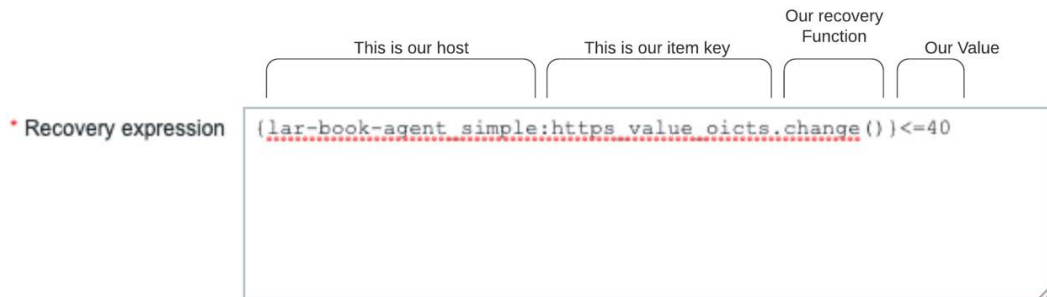 Our recovery
Function
This is our host
This is our item key
Our Value
* Recovery expression
{lar-book-agent_simple:https_value_oicts.change()}<=40